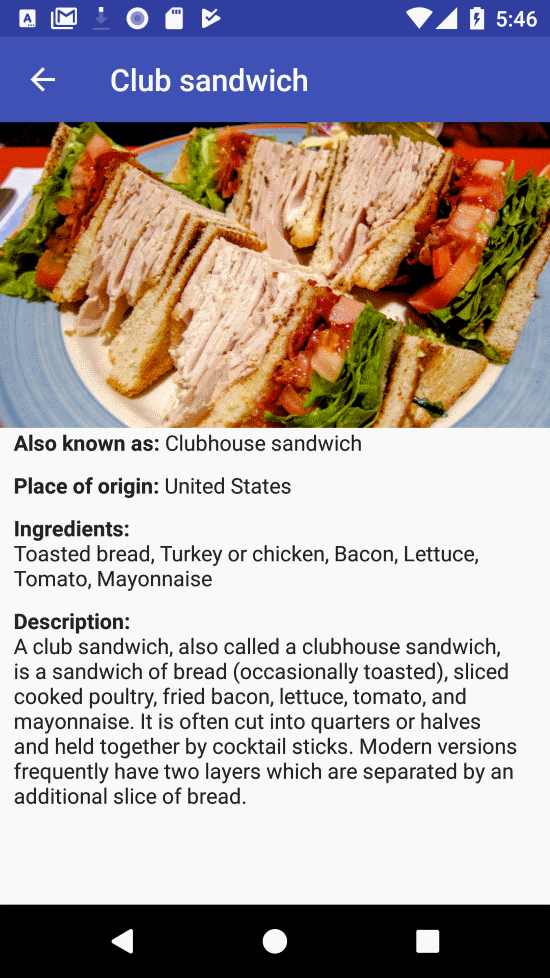 5:46
Club sandwich
Also known as: Clubhouse sandwich
Place of origin: United States
Ingredients:
Toasted bread, Turkey or chicken, Bacon, Lettuce,
Tomato, Mayonnaise
Description:
A club sandwich, also called a clubhouse sandwich,
is a sandwich of bread (occasionally toasted), sliced
cooked poultry, fried bacon, lettuce, tomato, and
mayonnaise. It is often cut into quarters or halves
and held together by cocktail sticks. Modern versions
frequently have two layers which are separated by an
additional slice of bread.